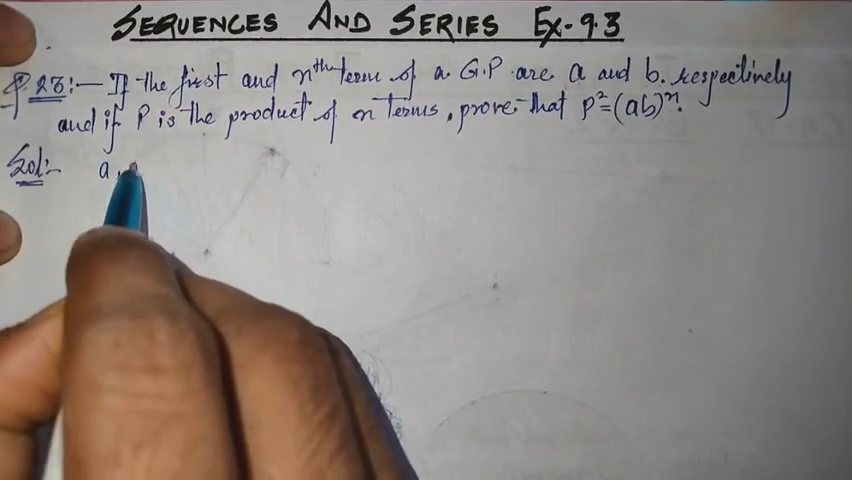 SEQUENCES AND SERIES Ex-9.3
Q.23:- If the first and nth term of a G.P are a and b. respectively
and if P is the product of n terms, prove that P²=(ab)ⁿ.
Sol:- a,